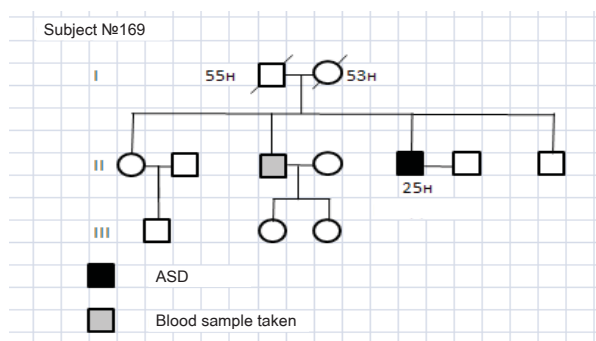 Subject №169
I
55н
53н
II
25н
III
ASD
Blood sample taken